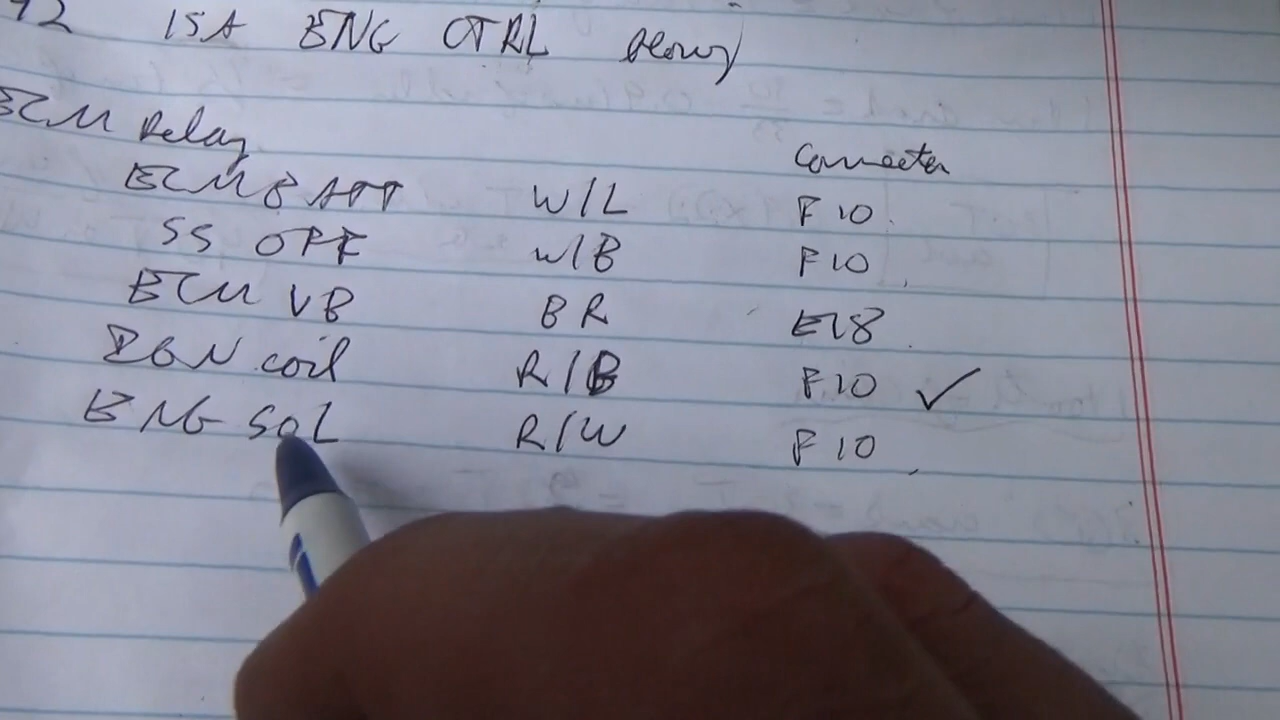 15A ENG CTRL blowing
ECM Relay
Connector
ECM BATT W/L F10
SS OFF W/B F10
ECM VB BR E18
IGN coil R/B F10 ✓
ENG SOL R/W F10